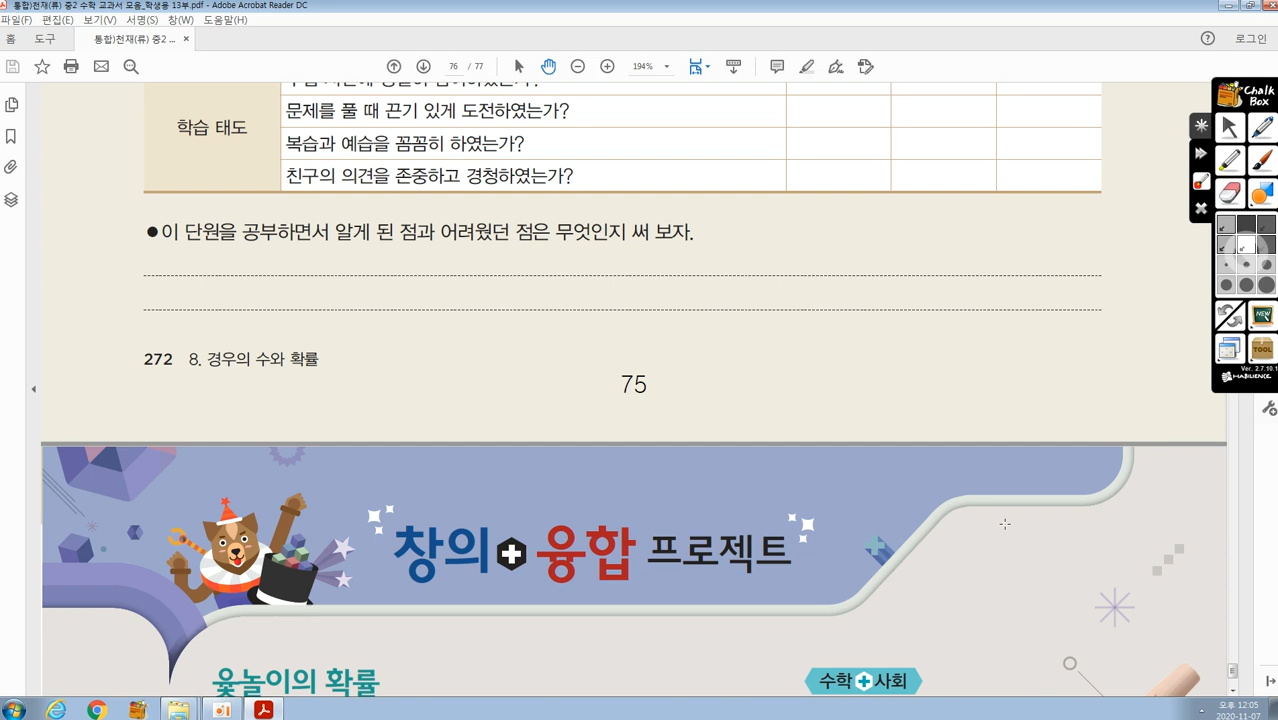 통합)천재(류) 중2 수학 교과서 모음_학생용 13부.pdf - Adobe Acrobat Reader DC
파일(F) 편집(E) 보기(V) 서명(S) 창(W) 도움말(H)
홈 도구 통합)천재(류) 중2 ... × 로그인
76 / 77 194%
Chalk Box
학습 태도
문제를 풀 때 끈기 있게 도전하였는가?
복습과 예습을 꼼꼼히 하였는가?
친구의 의견을 존중하고 경청하였는가?
●이 단원을 공부하면서 알게 된 점과 어려웠던 점은 무엇인지 써 보자.
NEW
TOOL
Ver. 2.7.10.1
HABILIENCE
272 8. 경우의 수와 확률
75
창의+융합 프로젝트
윷놀이의 확률 수학+사회
오후 12:05
2020-11-07